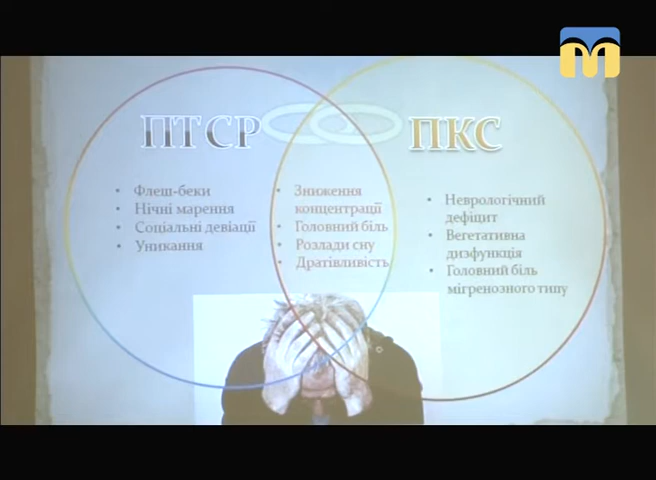 М
ПТСР
ПКС
• Флеш-беки
• Нічні марення
• Соціальні девіації
• Уникання
• Зниження
концентрації
• Головний біль
• Розлади сну
• Дратівливість
• Неврологічний
дефіцит
• Вегетативна
дизфункція
• Головний біль
мігренозного типу